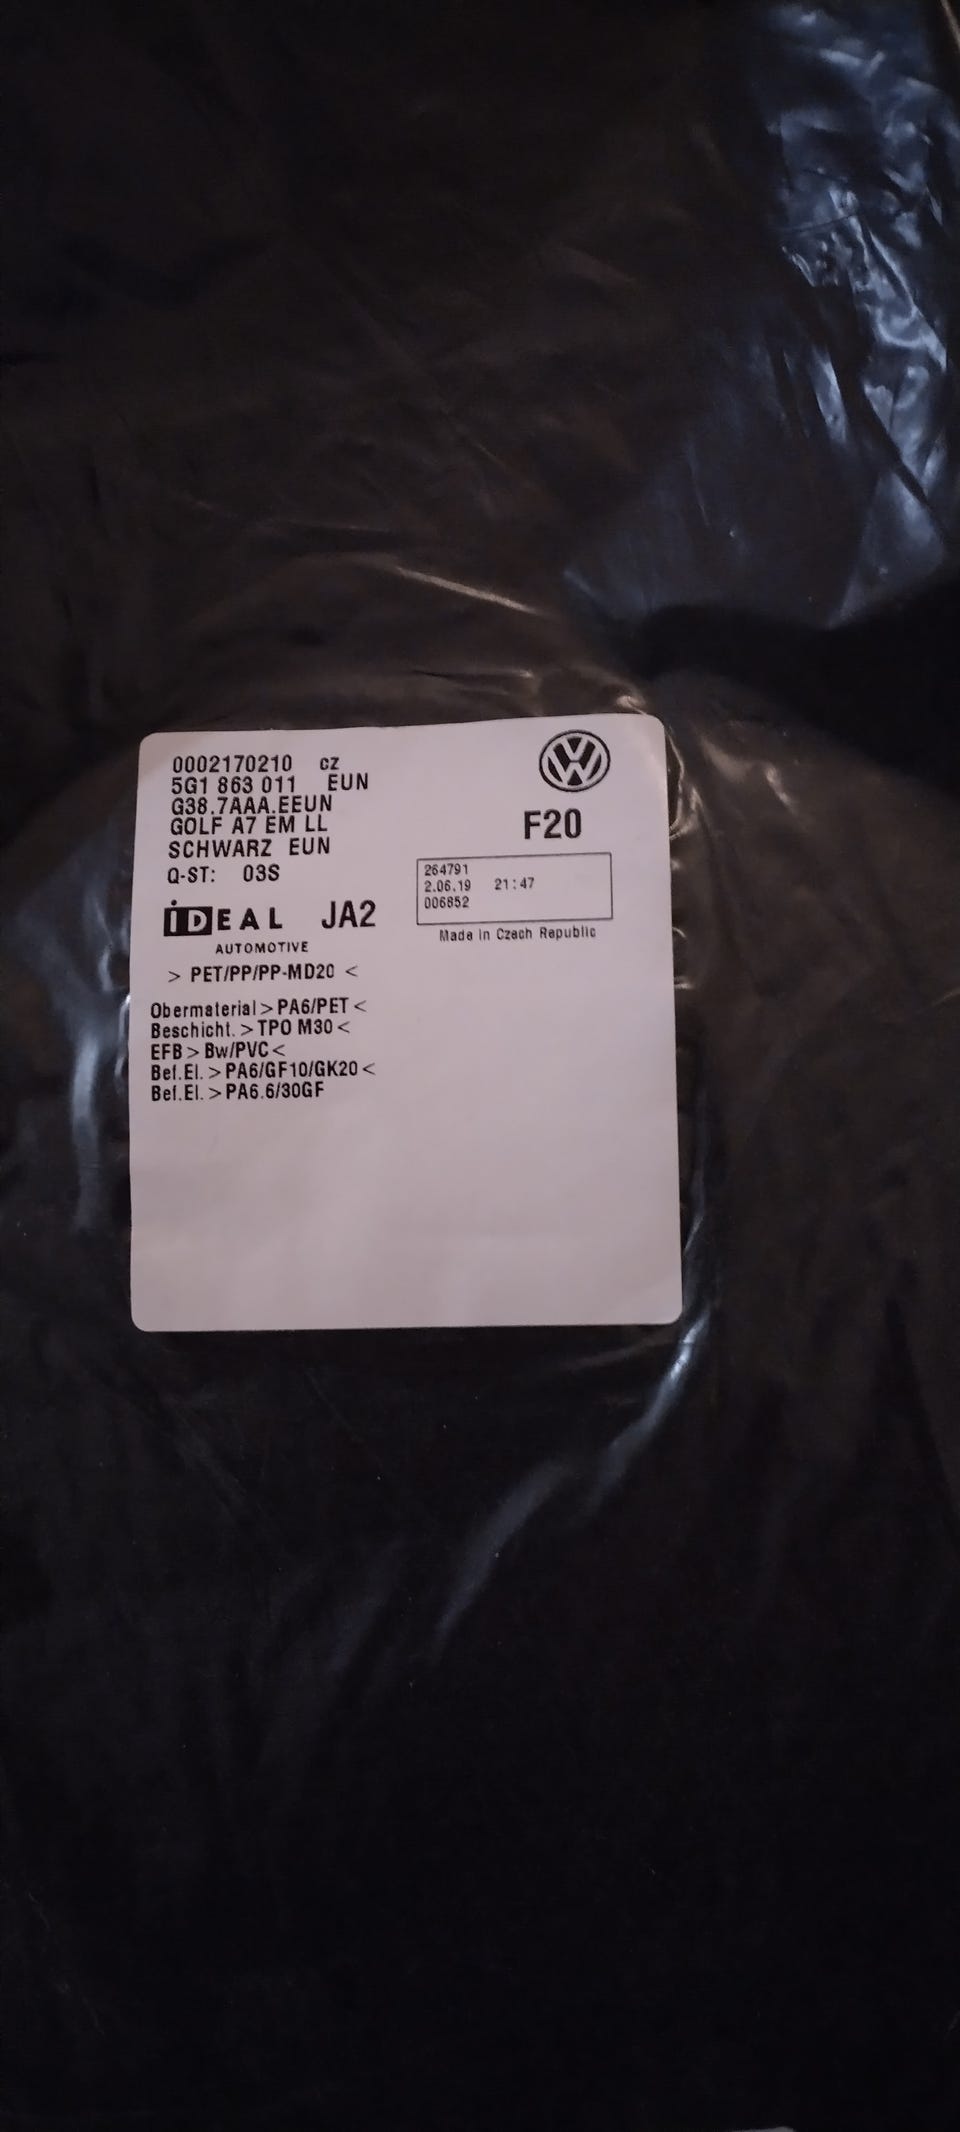 0002170210 CZ
5G1 863 011 EUN
G38.7AAA.EEUN
GOLF A7 EM LL
SCHWARZ EUN
Q-ST: 03S
F20
264791
2.06.19 21:47
006852
Made in Czech Republic
IDEAL JA2
AUTOMOTIVE
> PET/PP/PP-MD20 <
Obermaterial > PA6/PET <
Beschicht. > TPO M30 <
EFB > Bw/PVC <
Bef.El. > PA6/GF10/GK20 <
Bef.El. > PA6.6/30GF